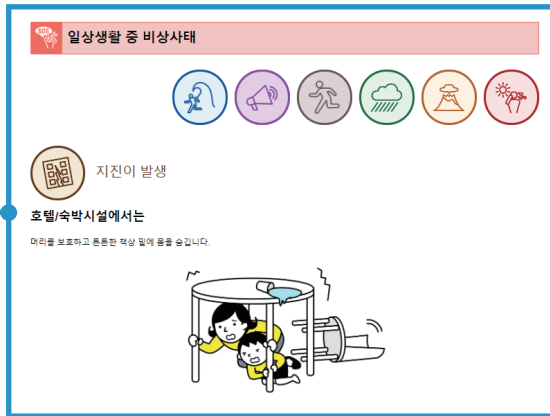 SOS
일상생활 중 비상사태
지진이 발생
호텔/숙박시설에서는
머리를 보호하고 튼튼한 책상 밑에 몸을 숨깁니다.